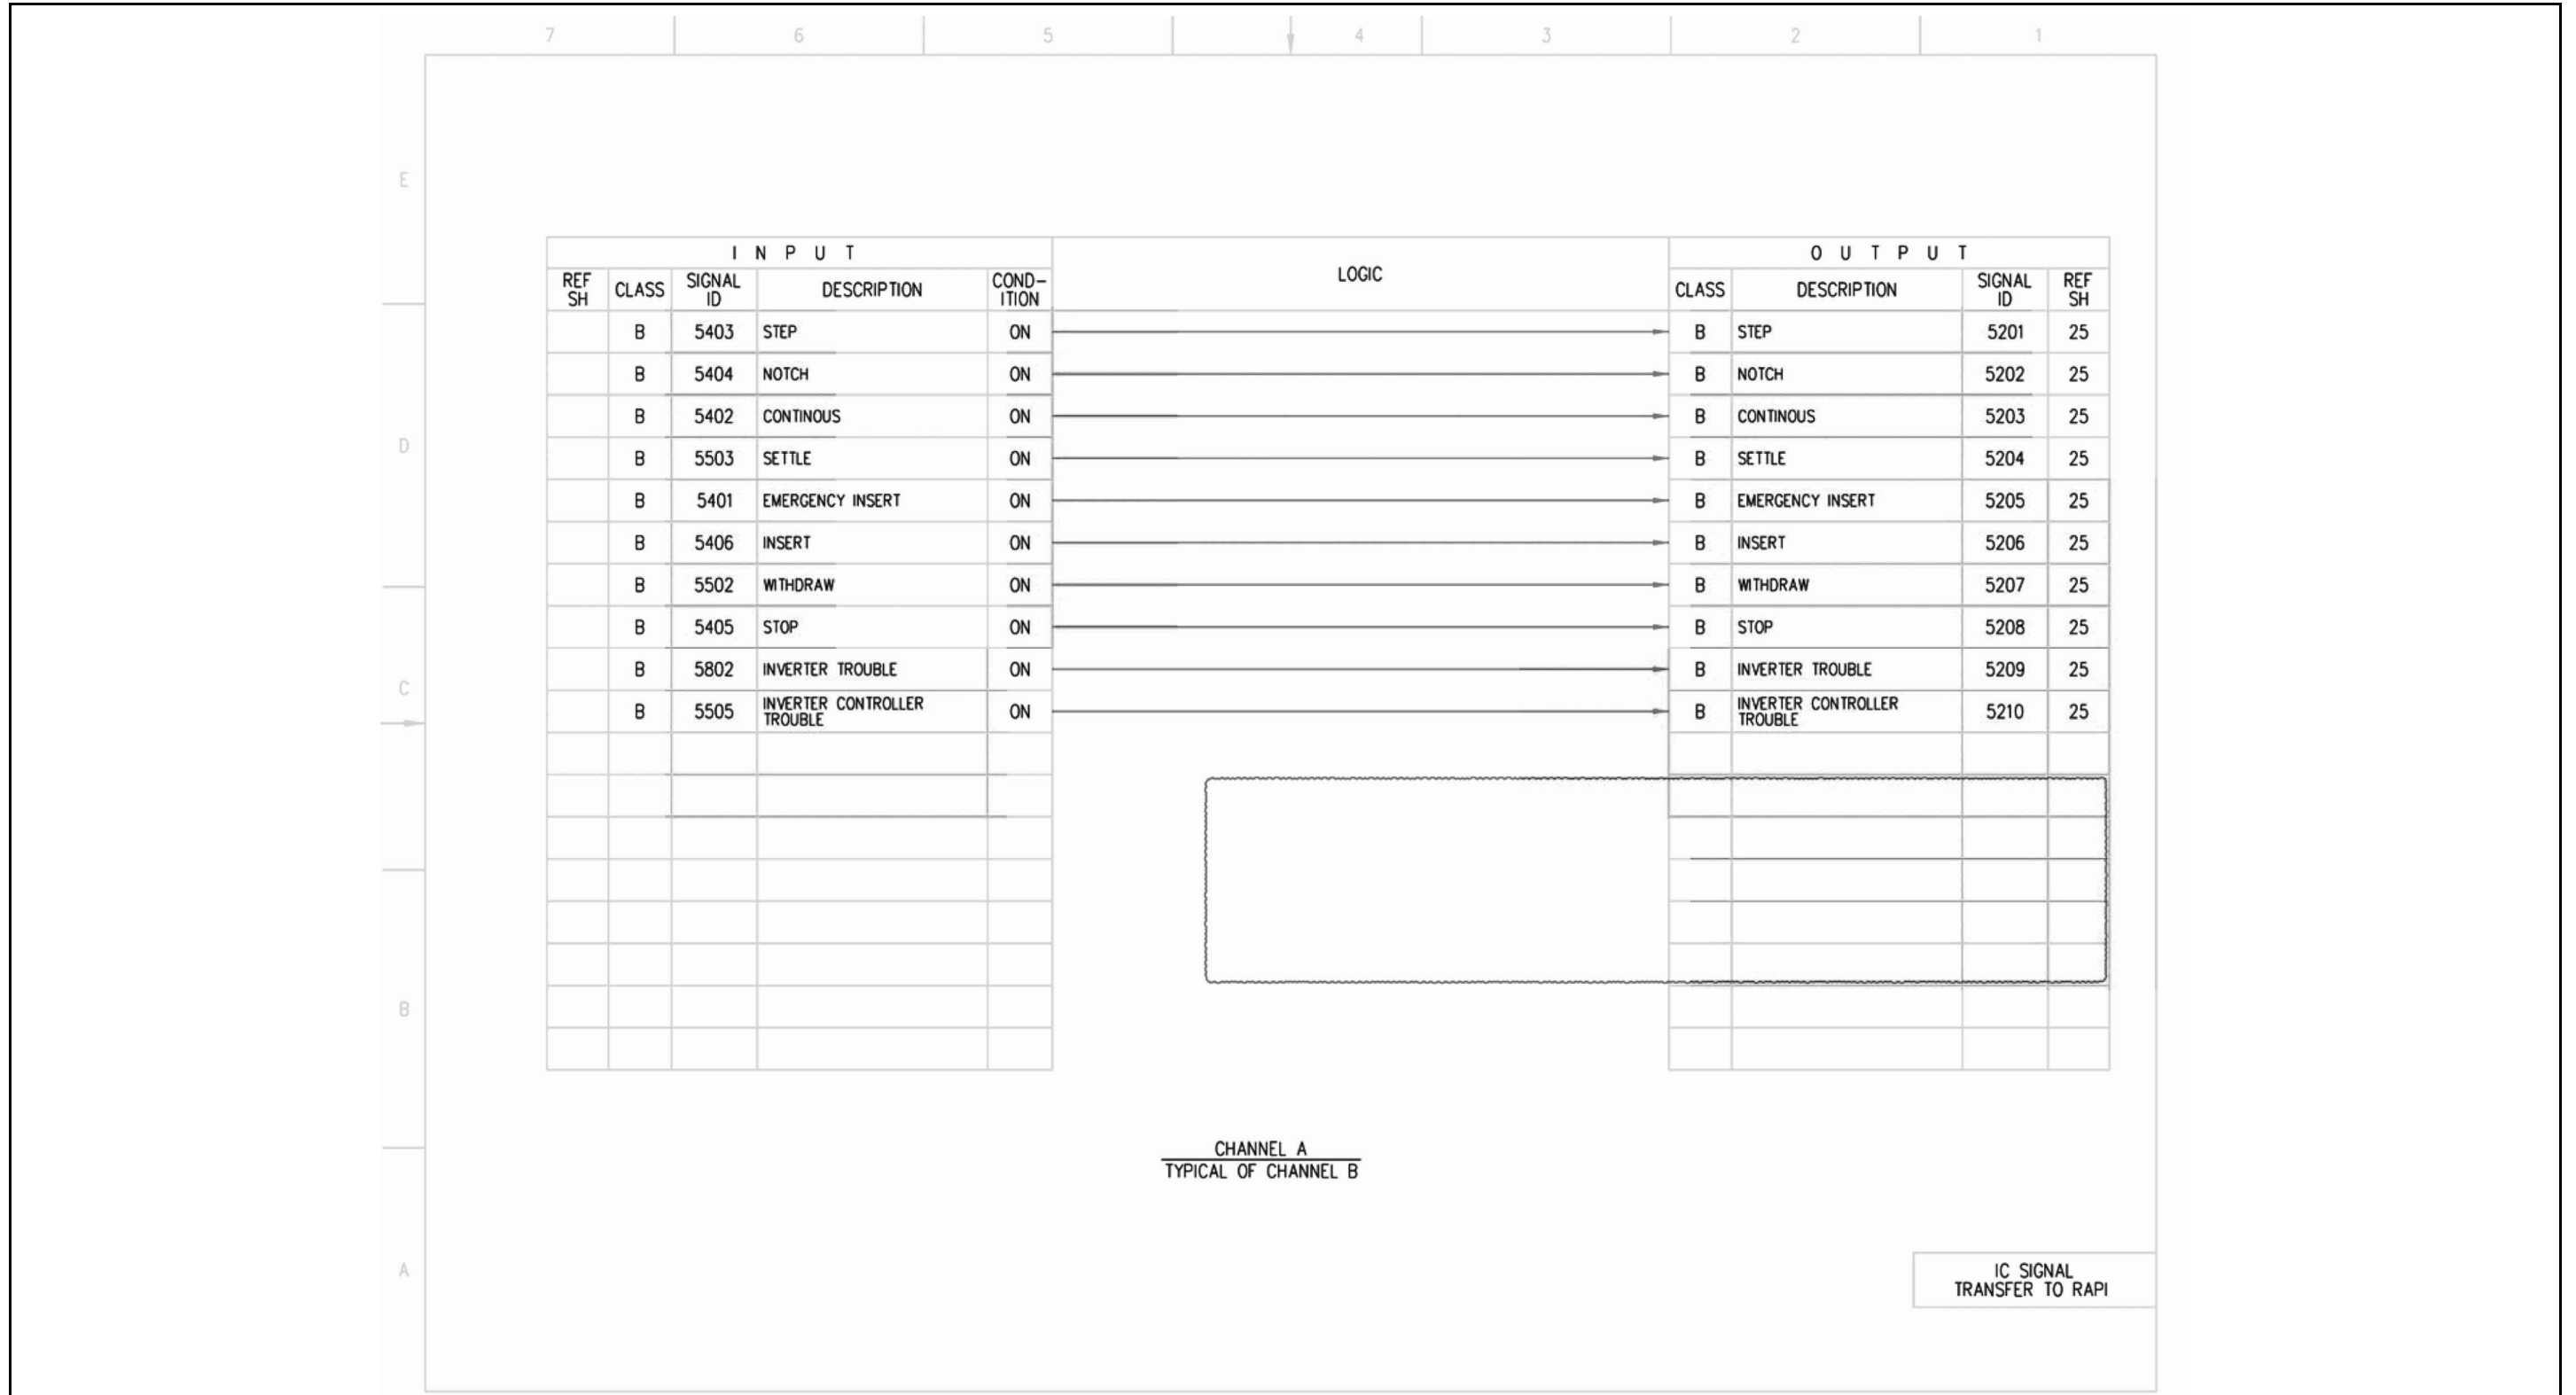 7 6 5 4 3 2 1
E
D
C
B
A
INPUT LOGIC OUTPUT
REF SH CLASS SIGNAL ID DESCRIPTION COND-ITION CLASS DESCRIPTION SIGNAL ID REF SH
B 5403 STEP ON B STEP 5201 25
B 5404 NOTCH ON B NOTCH 5202 25
B 5402 CONTINOUS ON B CONTINOUS 5203 25
B 5503 SETTLE ON B SETTLE 5204 25
B 5401 EMERGENCY INSERT ON B EMERGENCY INSERT 5205 25
B 5406 INSERT ON B INSERT 5206 25
B 5502 WITHDRAW ON B WITHDRAW 5207 25
B 5405 STOP ON B STOP 5208 25
B 5802 INVERTER TROUBLE ON B INVERTER TROUBLE 5209 25
B 5505 INVERTER CONTROLLER TROUBLE ON B INVERTER CONTROLLER TROUBLE 5210 25
CHANNEL A
TYPICAL OF CHANNEL B
IC SIGNAL
TRANSFER TO RAPI